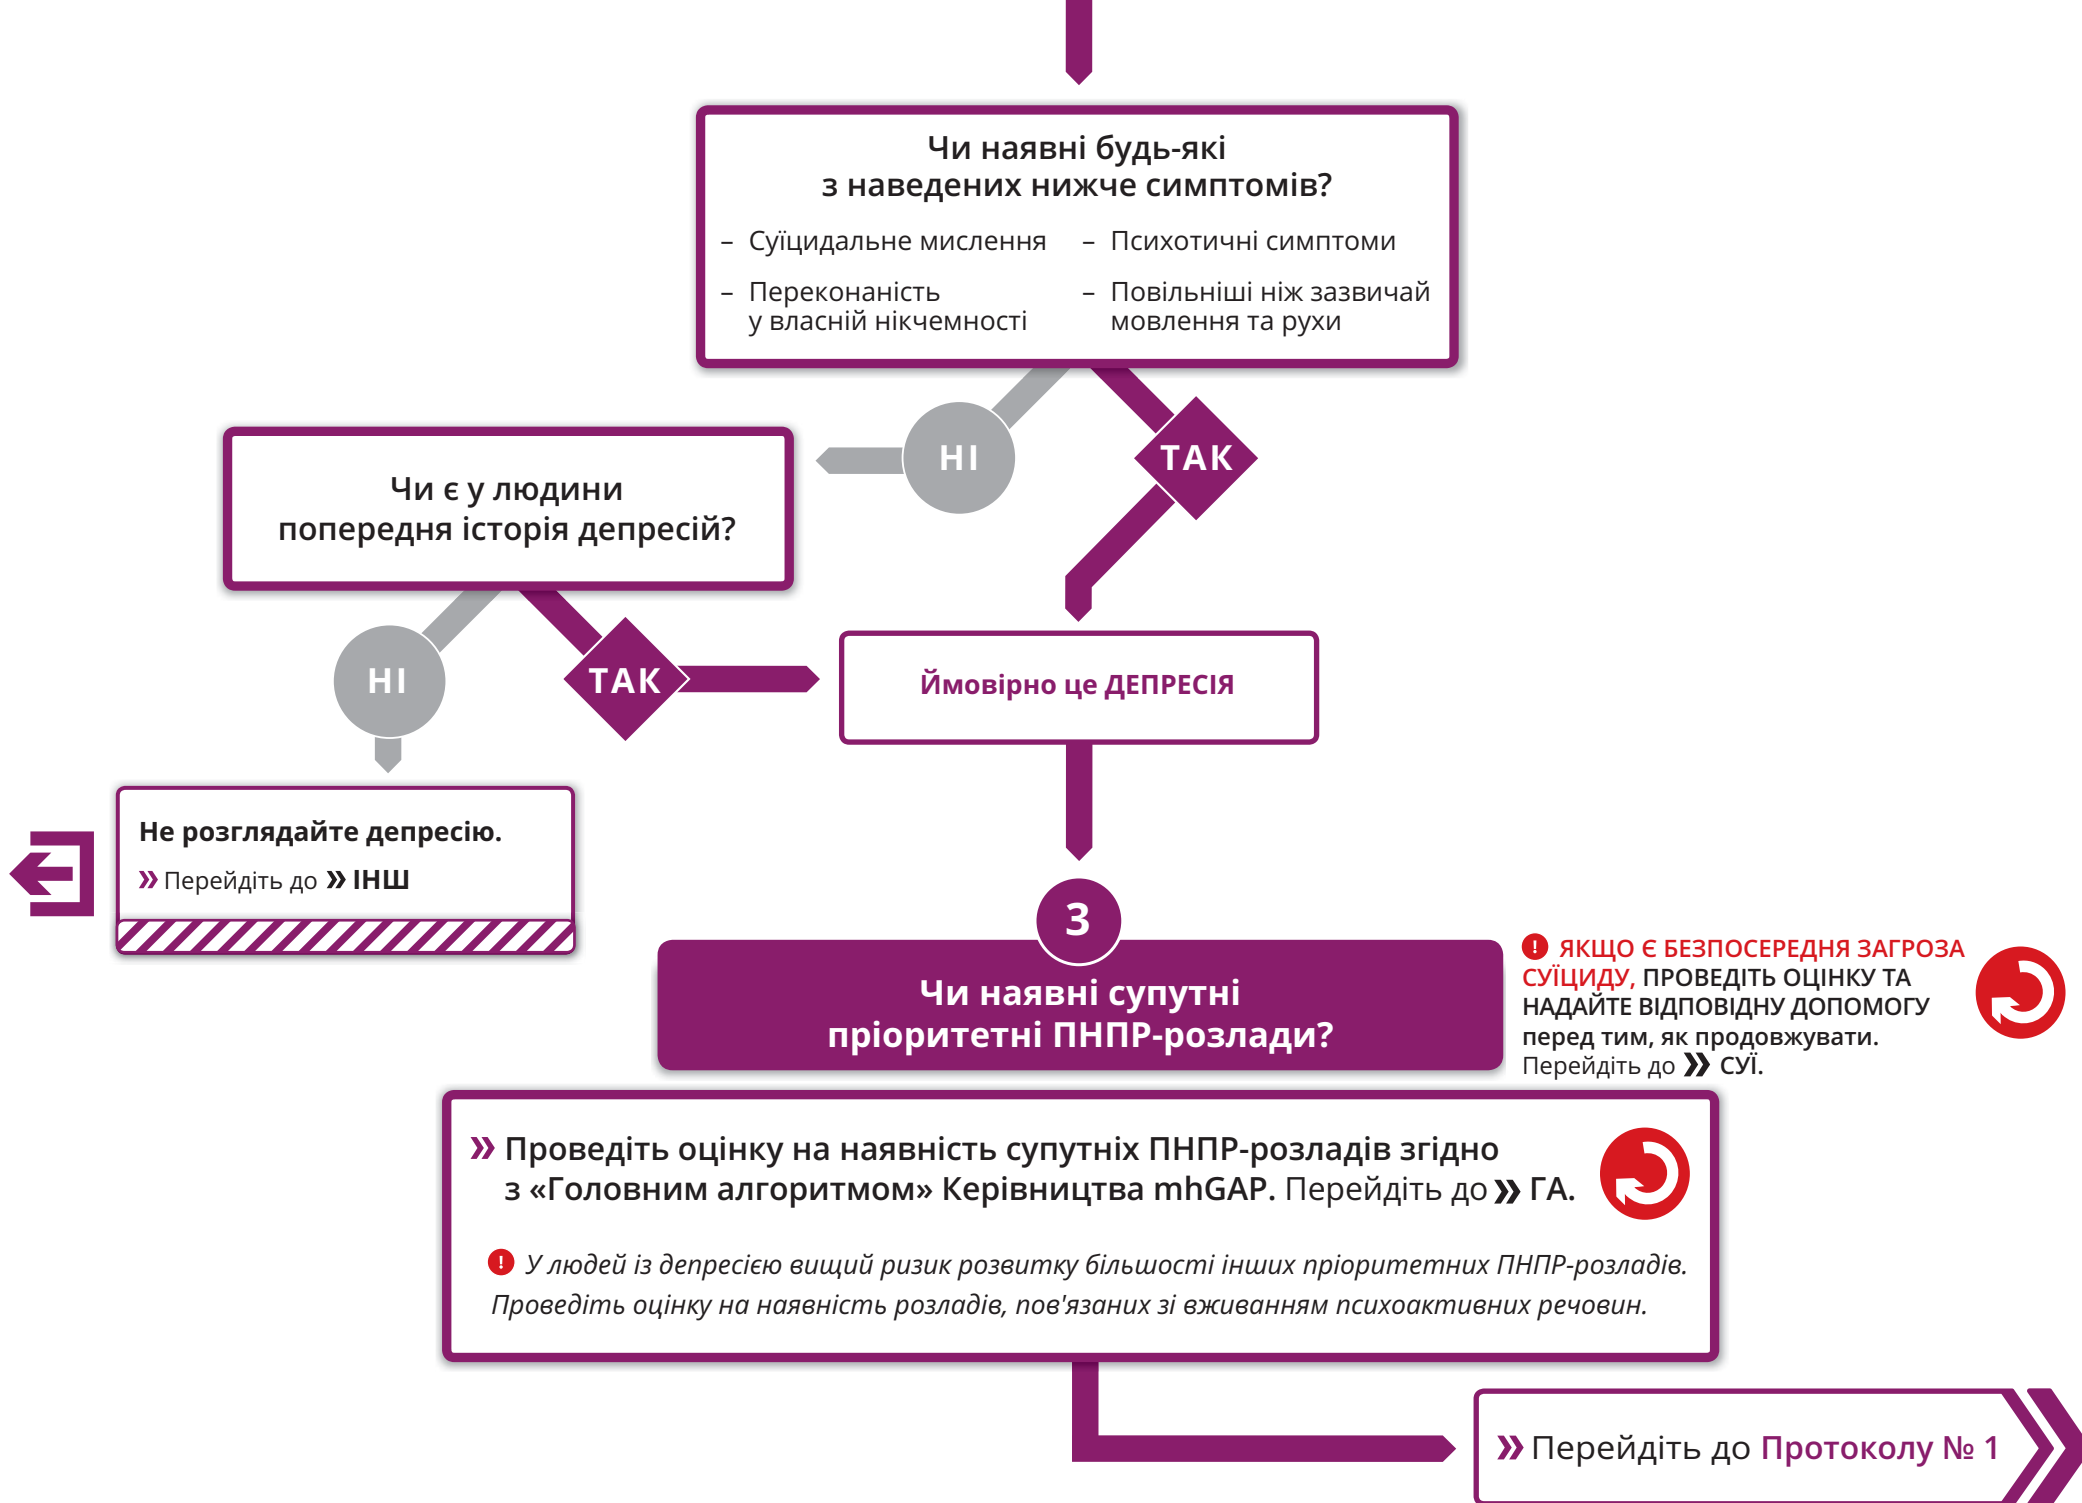 Чи наявні будь-які
з наведених нижче симптомів?
– Суїцидальне мислення
– Переконаність
у власній нікчемності
– Психотичні симптоми
– Повільніші ніж зазвичай
мовлення та рухи
НІ
ТАК
Чи є у людини
попередня історія депресій?
НІ
ТАК
Ймовірно це ДЕПРЕСІЯ
Не розглядайте депресію.
» Перейдіть до » ІНШ
3
Чи наявні супутні
пріоритетні ПНПР-розлади?
! ЯКЩО Є БЕЗПОСЕРЕДНЯ ЗАГРОЗА
СУЇЦИДУ, ПРОВЕДІТЬ ОЦІНКУ ТА
НАДАЙТЕ ВІДПОВІДНУ ДОПОМОГУ
перед тим, як продовжувати.
Перейдіть до » СУЇ.
» Проведіть оцінку на наявність супутніх ПНПР-розладів згідно
з «Головним алгоритмом» Керівництва mhGAP. Перейдіть до » ГА.
! У людей із депресією вищий ризик розвитку більшості інших пріоритетних ПНПР-розладів.
Проведіть оцінку на наявність розладів, пов'язаних зі вживанням психоактивних речовин.
» Перейдіть до Протоколу № 1